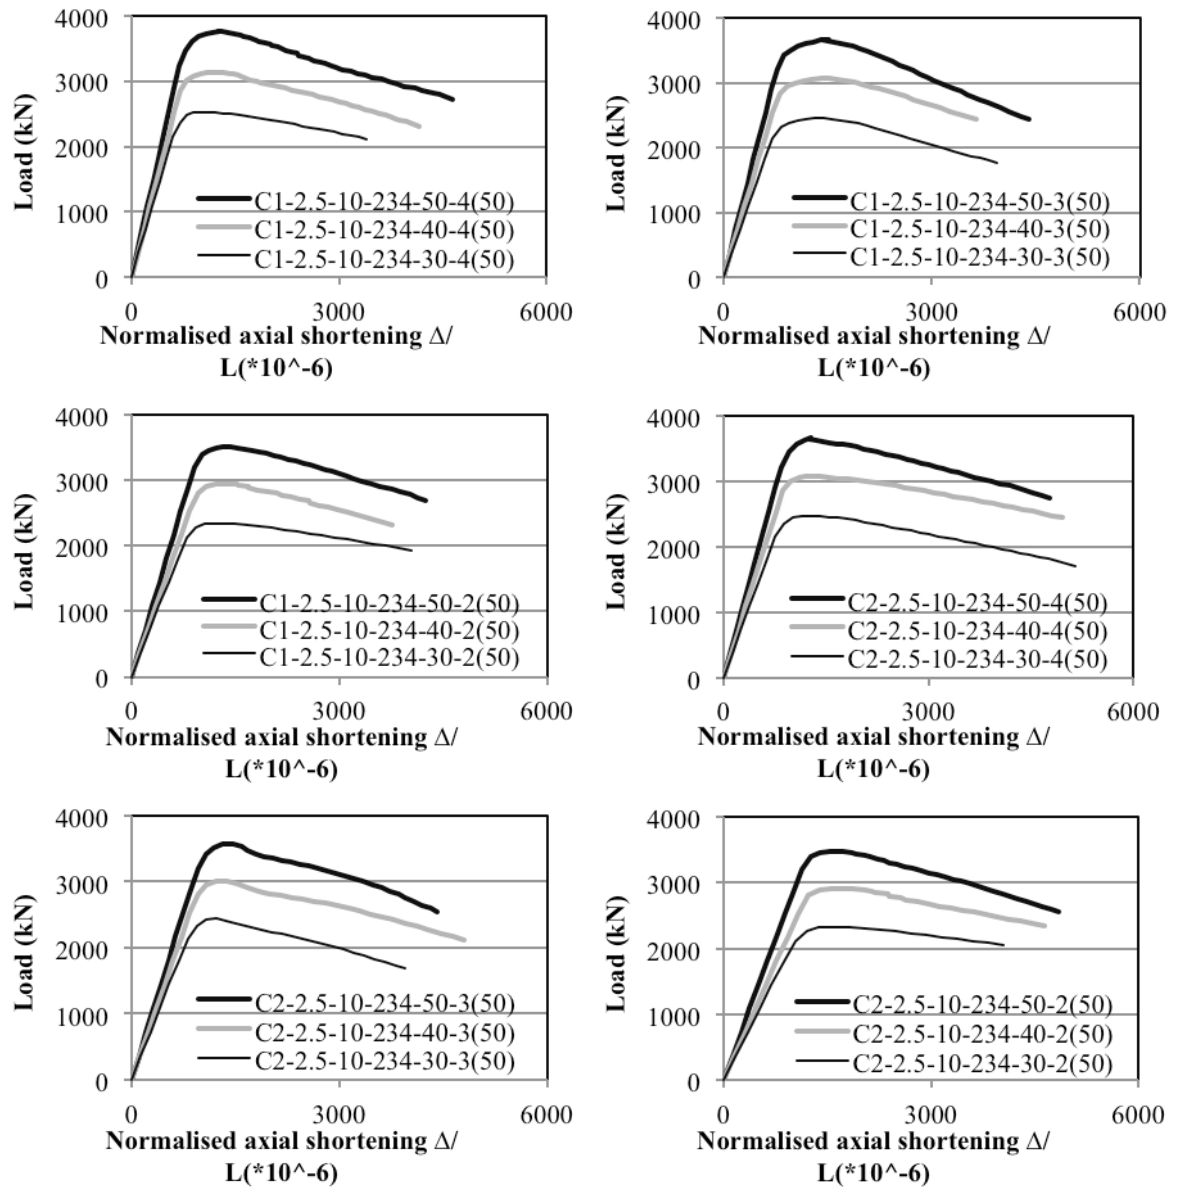 4000
3000
2000
1000
0
Load (kN)
C1-2.5-10-234-50-4(50)
C1-2.5-10-234-40-4(50)
C1-2.5-10-234-30-4(50)
0 3000 6000
Normalised axial shortening Δ/
L(*10^-6)
4000
3000
2000
1000
0
Load (kN)
C1-2.5-10-234-50-3(50)
C1-2.5-10-234-40-3(50)
C1-2.5-10-234-30-3(50)
0 3000 6000
Normalised axial shortening Δ/
L(*10^-6)
4000
3000
2000
1000
0
Load (kN)
C1-2.5-10-234-50-2(50)
C1-2.5-10-234-40-2(50)
C1-2.5-10-234-30-2(50)
0 3000 6000
Normalised axial shortening Δ/
L(*10^-6)
4000
3000
2000
1000
0
Load (kN)
C2-2.5-10-234-50-4(50)
C2-2.5-10-234-40-4(50)
C2-2.5-10-234-30-4(50)
0 3000 6000
Normalised axial shortening Δ/
L(*10^-6)
4000
3000
2000
1000
0
Load (kN)
C2-2.5-10-234-50-3(50)
C2-2.5-10-234-40-3(50)
C2-2.5-10-234-30-3(50)
0 3000 6000
Normalised axial shortening Δ/
L(*10^-6)
4000
3000
2000
1000
0
Load (kN)
C2-2.5-10-234-50-2(50)
C2-2.5-10-234-40-2(50)
C2-2.5-10-234-30-2(50)
0 3000 6000
Normalised axial shortening Δ/
L(*10^-6)